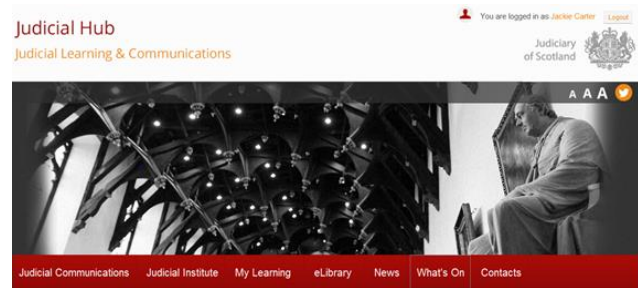 Judicial Hub
Judicial Learning & Communications
You are logged in as Jackie Carter Logout
Judiciary
of Scotland
A A A
Judicial Communications Judicial Institute My Learning eLibrary News What's On Contacts